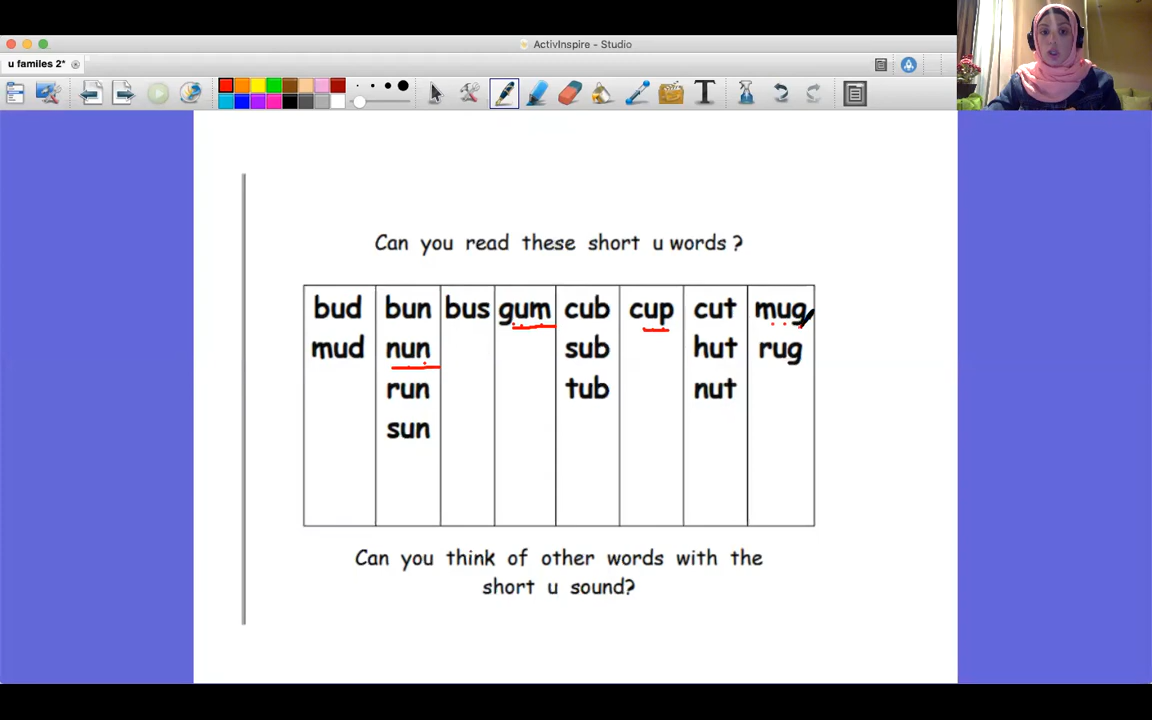 ActivInspire - Studio
u familes 2*
T
Can you read these short u words ?
bud bun bus gum cub cup cut mug
mud nun sub hut rug
run tub nut
sun
Can you think of other words with the
short u sound?